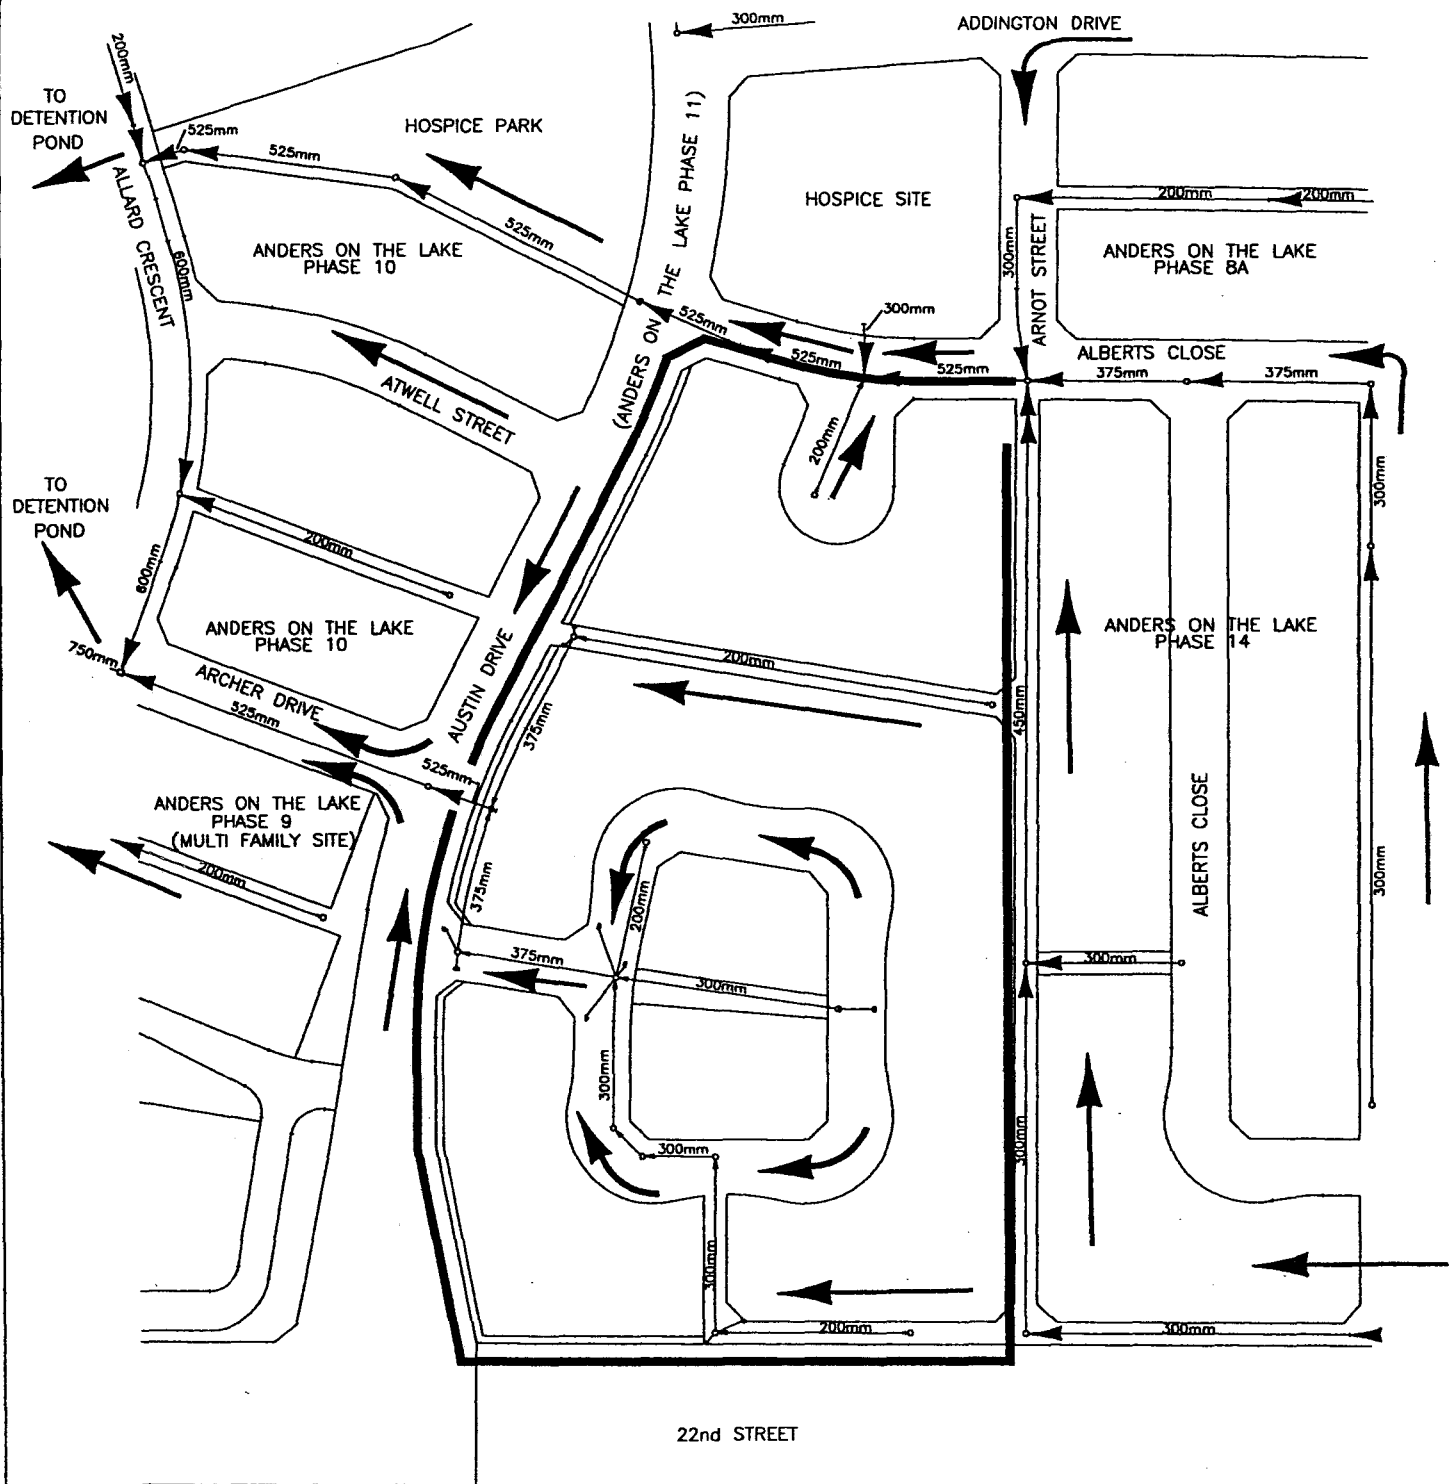 300mm
ADDINGTON DRIVE
200mm
TO
DETENTION
POND
525mm
525mm
HOSPICE PARK
525mm
(ANDERS ON THE LAKE PHASE 11)
HOSPICE SITE
200mm
200mm
300mm
ARNOT STREET
ANDERS ON THE LAKE
PHASE 8A
ALLARD CRESCENT
600mm
ANDERS ON THE LAKE
PHASE 10
525mm
300mm
525mm
525mm
ALBERTS CLOSE
375mm
375mm
ATWELL STREET
200mm
300mm
TO
DETENTION
POND
200mm
600mm
ANDERS ON THE LAKE
PHASE 10
ANDERS ON THE LAKE
PHASE 14
750mm
ARCHER DRIVE
525mm
AUSTIN DRIVE
200mm
450mm
375mm
525mm
ANDERS ON THE LAKE
PHASE 9
(MULTI FAMILY SITE)
200mm
375mm
200mm
ALBERTS CLOSE
300mm
375mm
300mm
300mm
300mm
300mm
300mm
300mm
200mm
300mm
22nd STREET